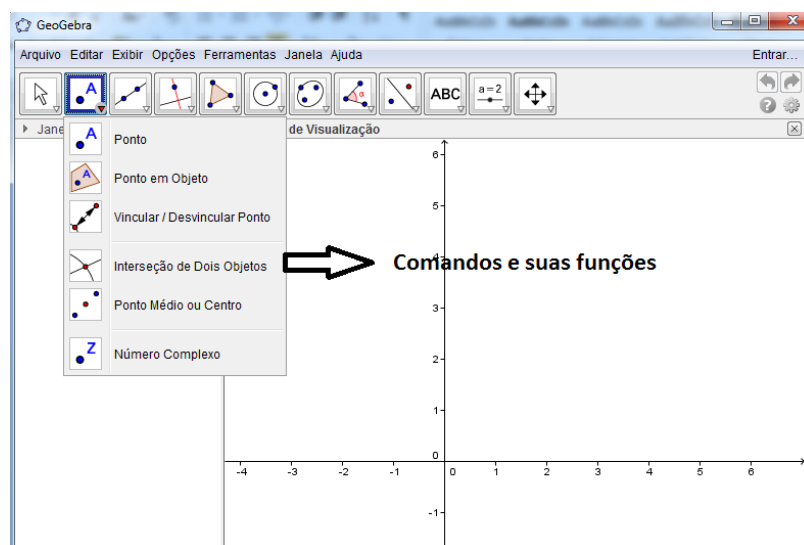 GeoGebra
Arquivo Editar Exibir Opções Ferramentas Janela Ajuda Entrar...
A ABC a=2
Jane de Visualização
A Ponto
A Ponto em Objeto
Vincular / Desvincular Ponto
Interseção de Dois Objetos
Ponto Médio ou Centro
Z Número Complexo
Comandos e suas funções
6
5
4
3
2
1
0
-4 -3 -2 -1 0 1 2 3 4 5 6
-1